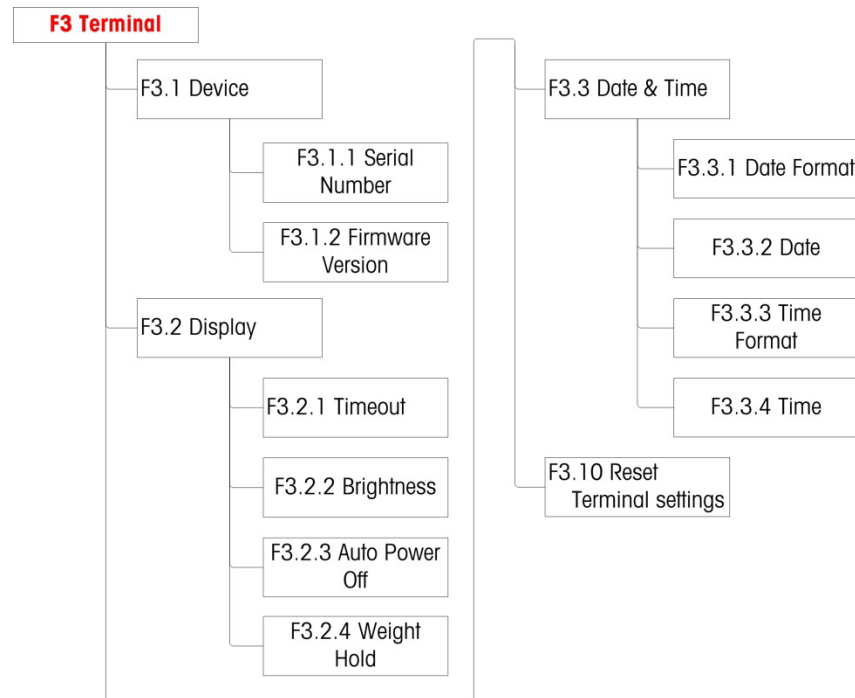 F3 Terminal
F3.1 Device
F3.1.1 Serial
Number
F3.1.2 Firmware
Version
F3.2 Display
F3.2.1 Timeout
F3.2.2 Brightness
F3.2.3 Auto Power
Off
F3.2.4 Weight
Hold
F3.3 Date & Time
F3.3.1 Date Format
F3.3.2 Date
F3.3.3 Time
Format
F3.3.4 Time
F3.10 Reset
Terminal settings